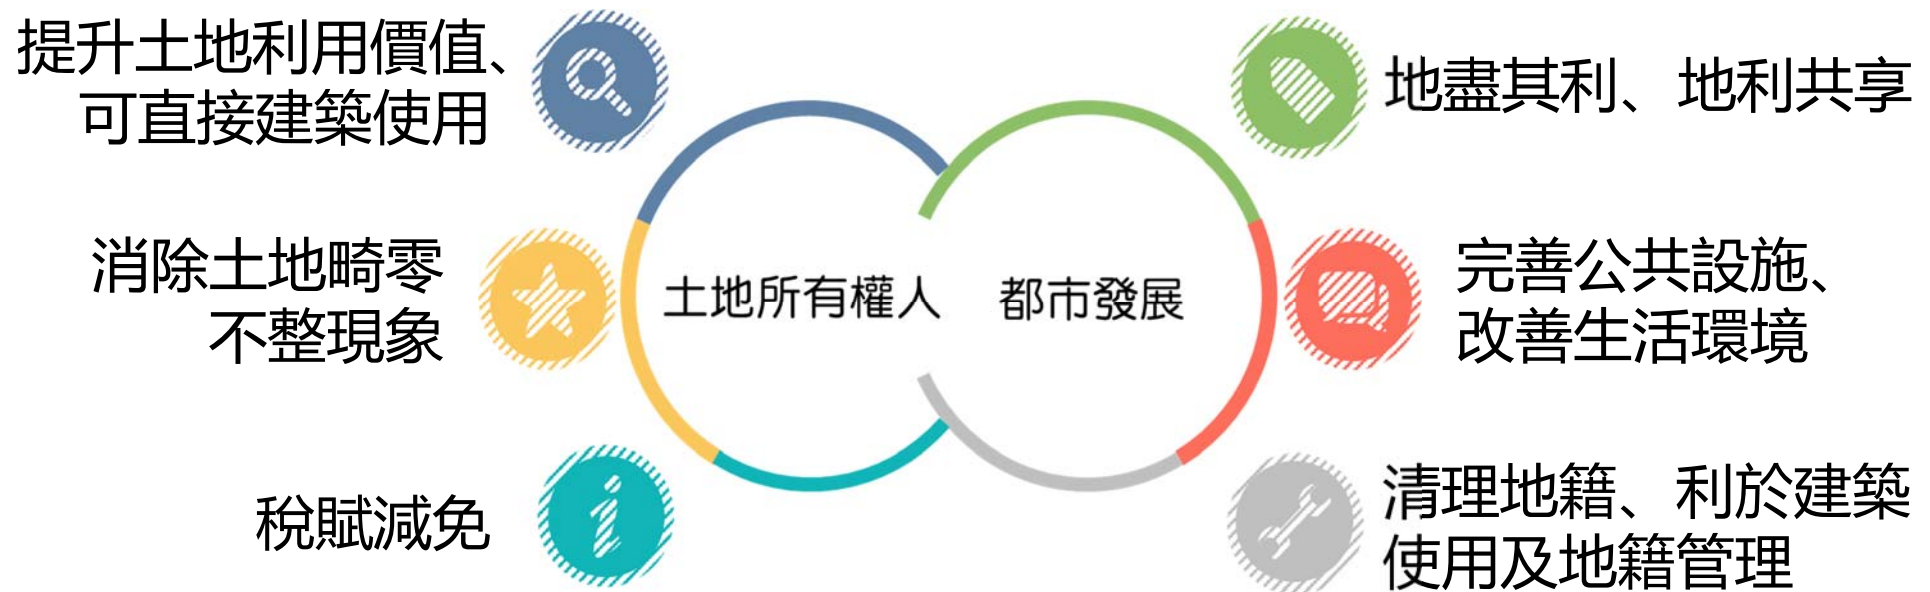 提升土地利用價值、
可直接建築使用
消除土地畸零
不整現象
稅賦減免
土地所有權人
都市發展
地盡其利、地利共享
完善公共設施、
改善生活環境
清理地籍、利於建築
使用及地籍管理